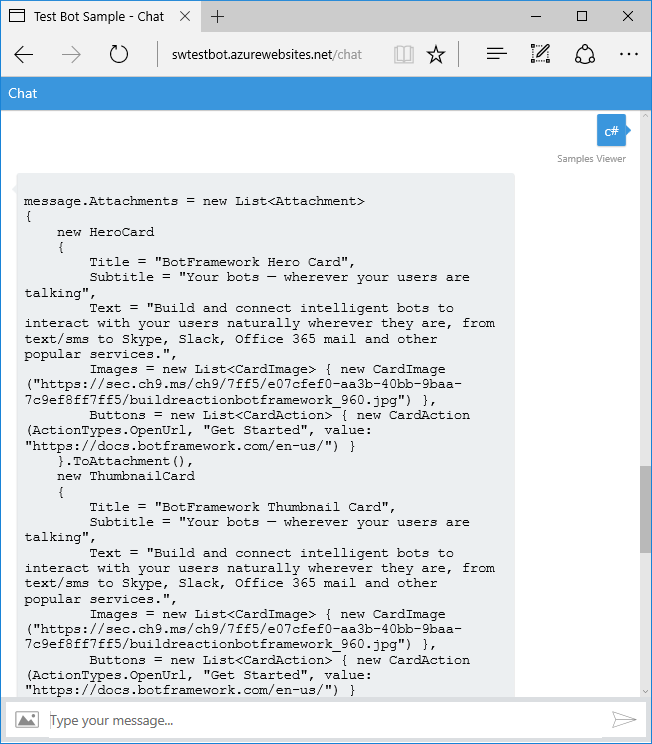 Test Bot Sample - Chat
swtestbot.azurewebsites.net/chat
Chat
c#
Samples Viewer
message.Attachments = new List<Attachment>
{
    new HeroCard
    {
        Title = "BotFramework Hero Card",
        Subtitle = "Your bots — wherever your users are
talking",
        Text = "Build and connect intelligent bots to
interact with your users naturally wherever they are, from
text/sms to Skype, Slack, Office 365 mail and other
popular services.",
        Images = new List<CardImage> { new CardImage
("https://sec.ch9.ms/ch9/7ff5/e07cfef0-aa3b-40bb-9baa-
7c9ef8ff7ff5/buildreactionbotframework_960.jpg") },
        Buttons = new List<CardAction> { new CardAction
(ActionTypes.OpenUrl, "Get Started", value:
"https://docs.botframework.com/en-us/") }
    }.ToAttachment(),
    new ThumbnailCard
    {
        Title = "BotFramework Thumbnail Card",
        Subtitle = "Your bots — wherever your users are
talking",
        Text = "Build and connect intelligent bots to
interact with your users naturally wherever they are, from
text/sms to Skype, Slack, Office 365 mail and other
popular services.",
        Images = new List<CardImage> { new CardImage
("https://sec.ch9.ms/ch9/7ff5/e07cfef0-aa3b-40bb-9baa-
7c9ef8ff7ff5/buildreactionbotframework_960.jpg") },
        Buttons = new List<CardAction> { new CardAction
(ActionTypes.OpenUrl, "Get Started", value:
"https://docs.botframework.com/en-us/") }
Type your message...